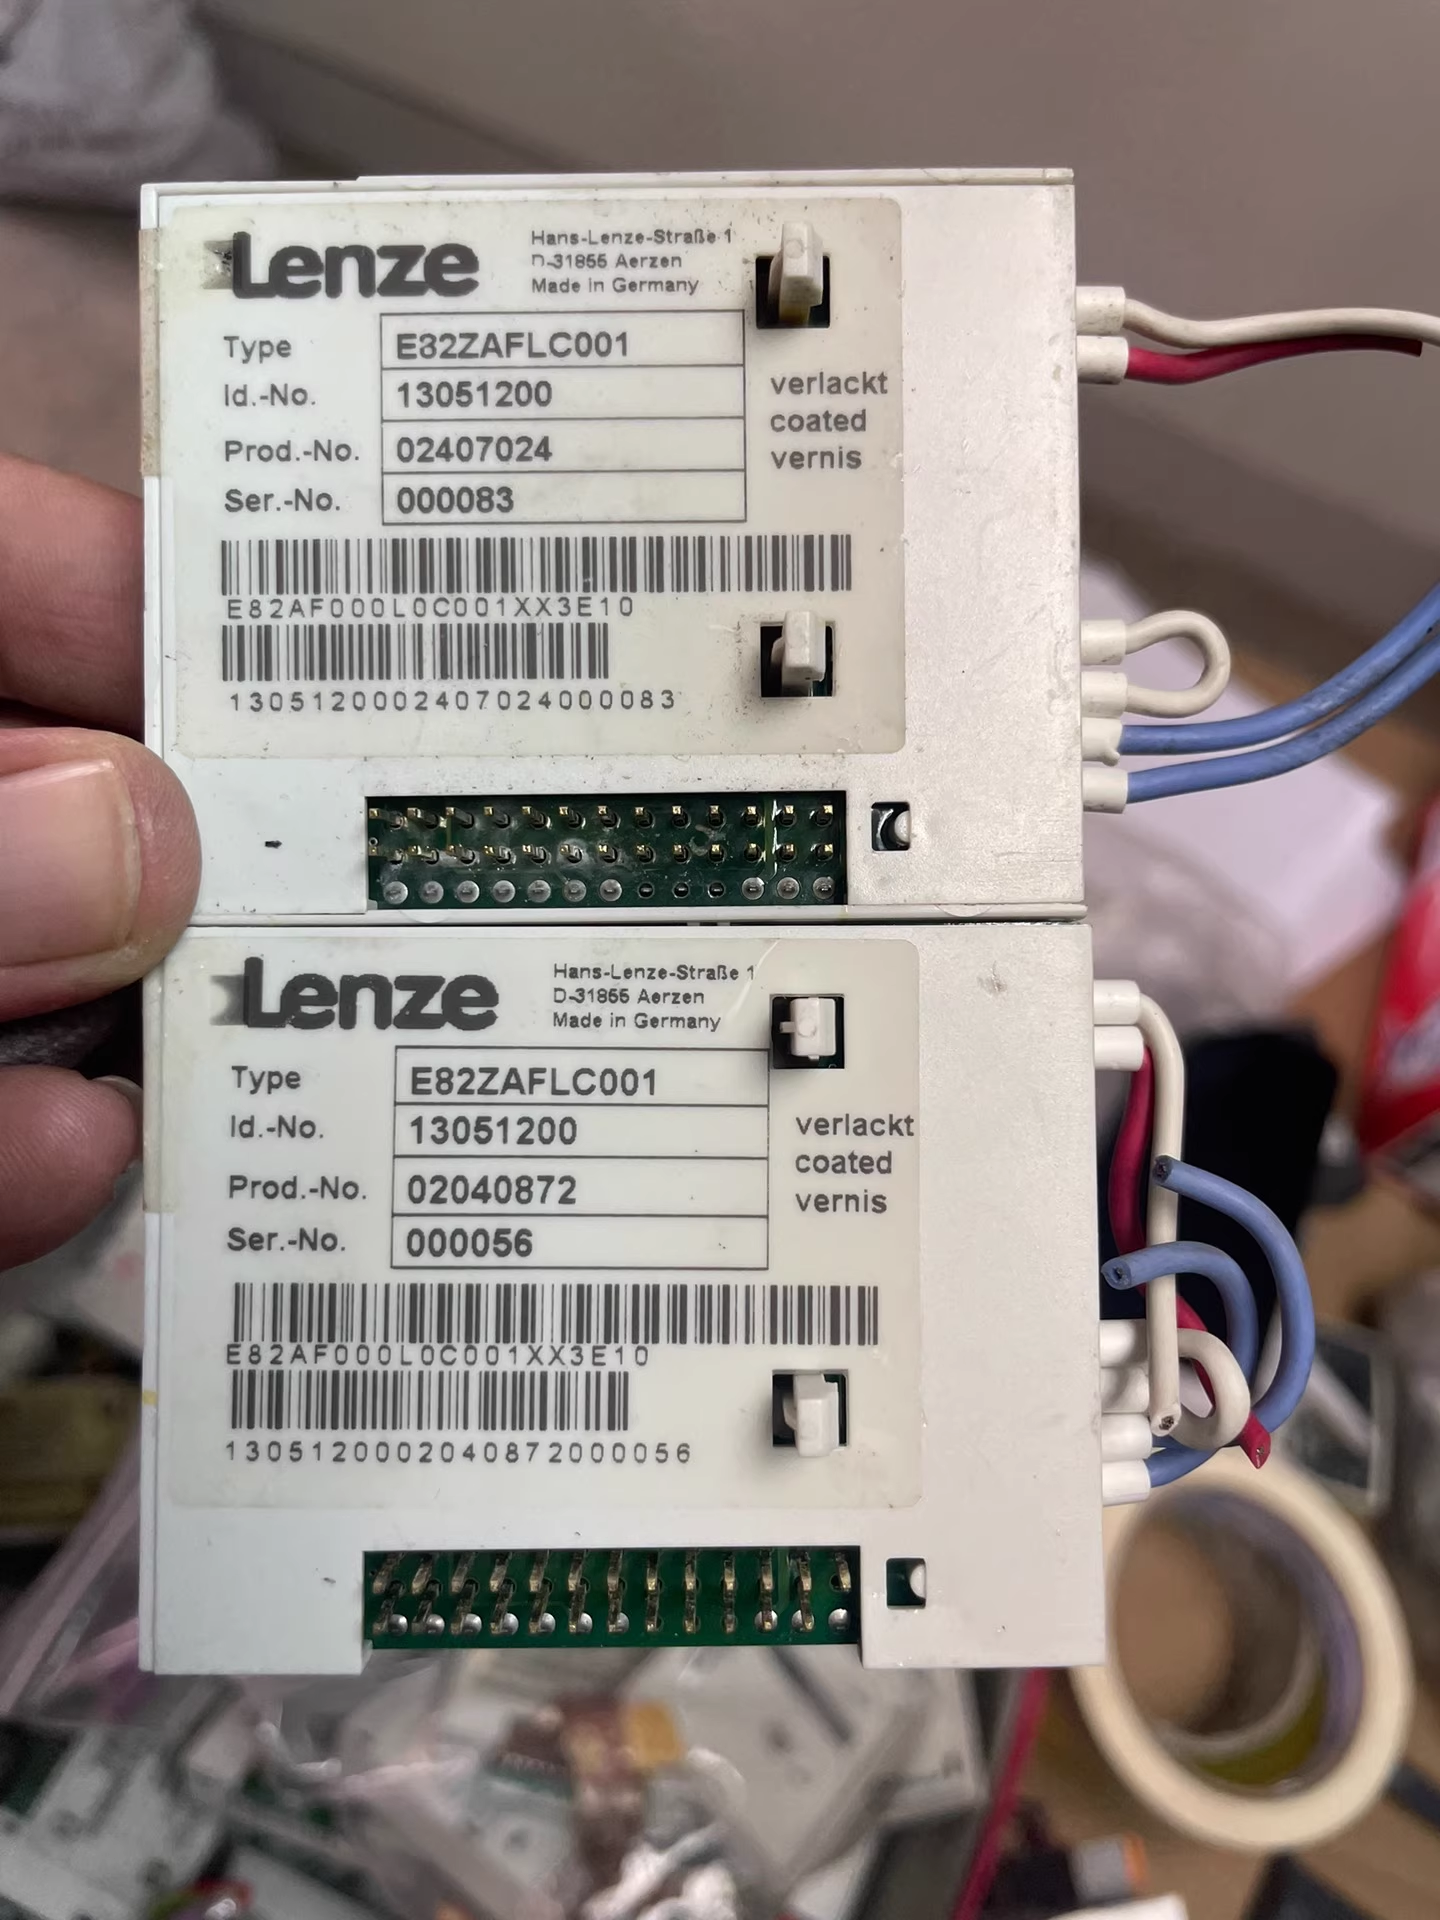 Lenze
Hans-Lenze-Straße 1
D-31855 Aerzen
Made in Germany
Type E82ZAFLC001
Id.-No. 13051200
Prod.-No. 02407024
Ser.-No. 000083
verlackt
coated
vernis
E82AF000L0C001XX3E10
130512000240702400083
Lenze
Hans-Lenze-Straße 1
D-31855 Aerzen
Made in Germany
Type E82ZAFLC001
Id.-No. 13051200
Prod.-No. 02040872
Ser.-No. 000056
verlackt
coated
vernis
E82AF000L0C001XX3E10
1305120002040872000056